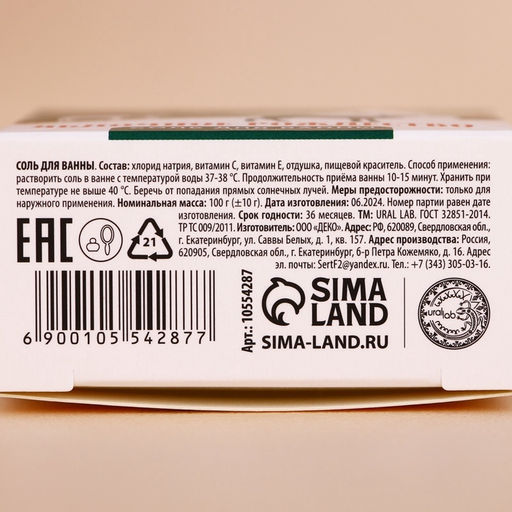 СОЛЬ ДЛЯ ВАННЫ. Состав: хлорид натрия, витамин С, витамин Е, отдушка, пищевой краситель. Способ применения:
растворить соль в ванне с температурой воды 37-38 °С. Продолжительность приёма ванны 10-15 минут. Хранить при
температуре не выше 40 °С. Беречь от попадания прямых солнечных лучей. Меры предосторожности: только для
наружного применения. Номинальная масса: 100 г (±10 г). Дата изготовления: 06.2024. Номер партии равен дате
изготовления. Срок годности: 36 месяцев. ТМ: URAL LAB. ГОСТ 32851-2014.
ТР ТС 009/2011. Изготовитель: ООО «ДЕКО». Адрес: РФ, 620089, Свердловская обл.,
г. Екатеринбург, ул. Саввы Белых, д. 1, кв. 157. Адрес производства: Россия,
620905, Свердловская обл., г. Екатеринбург, б-р Петра Кожемяко, д. 16. Адрес
эл. почты: SertF2@yandex.ru. Тел.: +7 (343) 305-03-16.
EAC
21
6 900105 542877
Арт.: 10554287
SIMA
LAND
SIMA-LAND.RU
ural lab